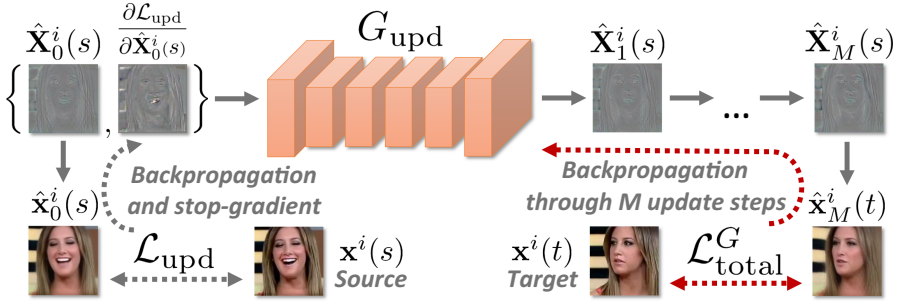 X̂₀ⁱ(s)
{ , ∂ℒ_upd / ∂X̂₀ⁱ(s) }
G_upd
X̂₁ⁱ(s)
...
X̂_Mⁱ(s)
Backpropagation
and stop-gradient
Backpropagation
through M update steps
x̂₀ⁱ(s)
ℒ_upd
xⁱ(s)
Source
xⁱ(t)
Target
ℒ_total^G
x̂_Mⁱ(t)